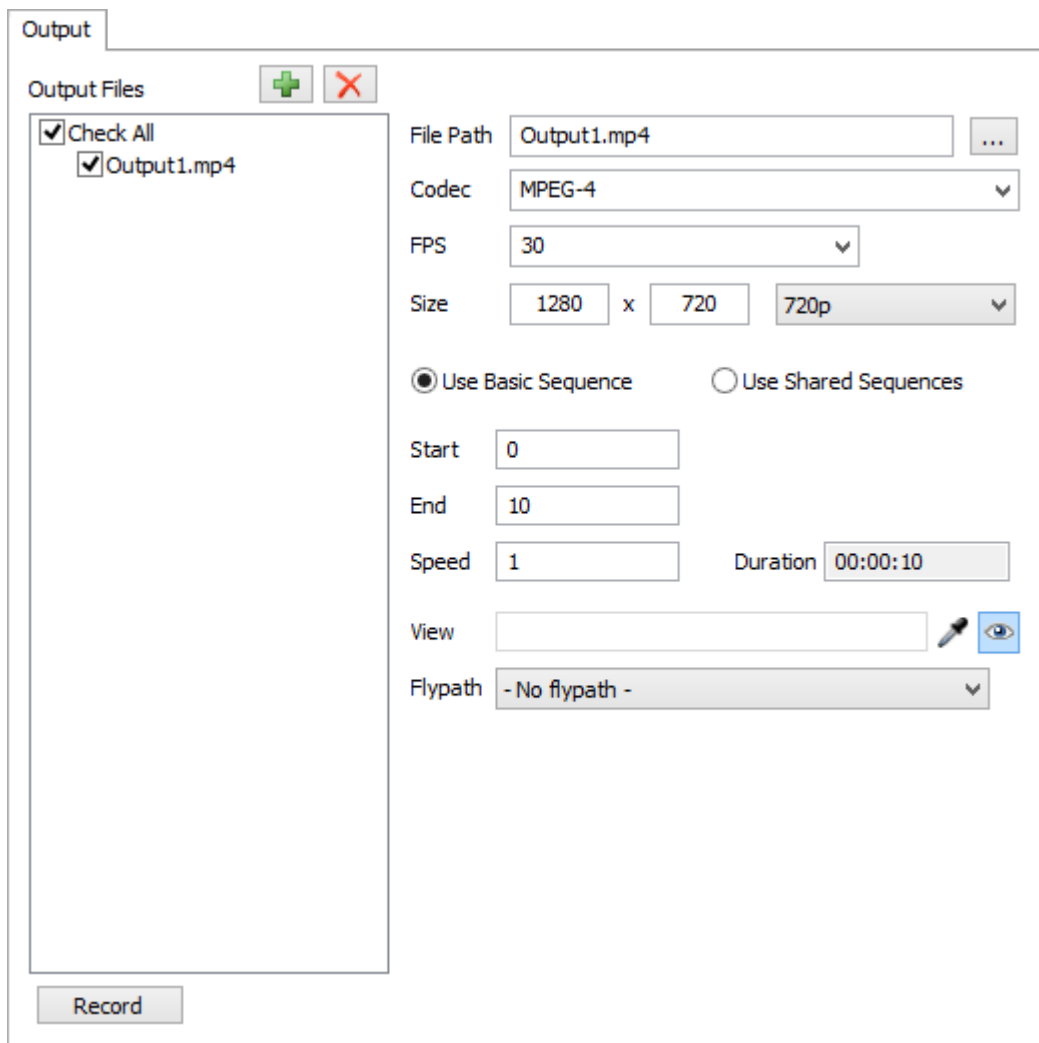 Output
Output Files
Check All
Output1.mp4
File Path Output1.mp4 ...
Codec MPEG-4
FPS 30
Size 1280 x 720 720p
Use Basic Sequence Use Shared Sequences
Start 0
End 10
Speed 1 Duration 00:00:10
View
Flypath - No flypath -
Record